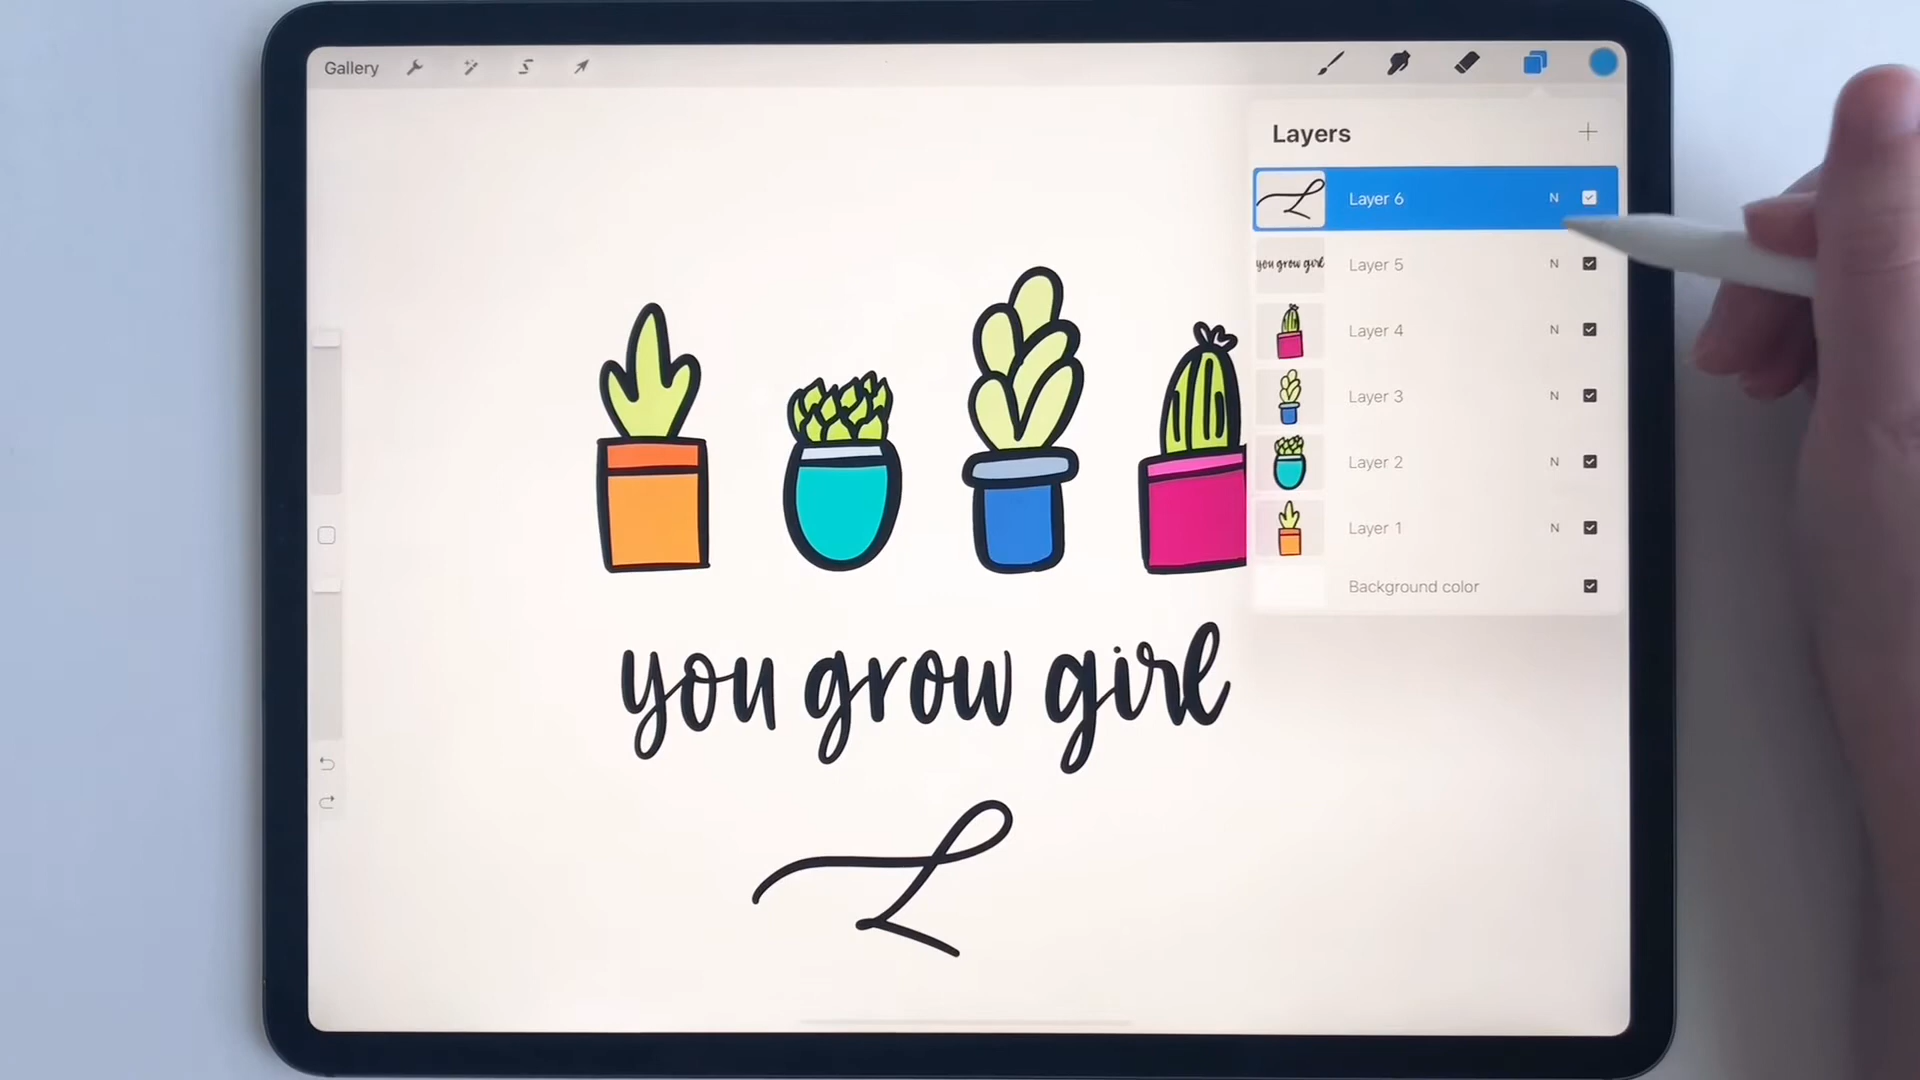 Gallery
Layers
Layer 6 N
you grow girl Layer 5 N
Layer 4 N
Layer 3 N
Layer 2 N
Layer 1 N
Background color
you grow girl
L